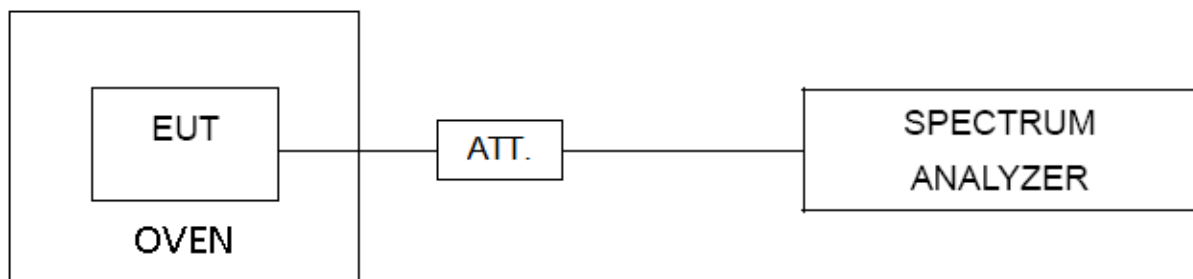 EUT
OVEN
ATT.
SPECTRUM
ANALYZER